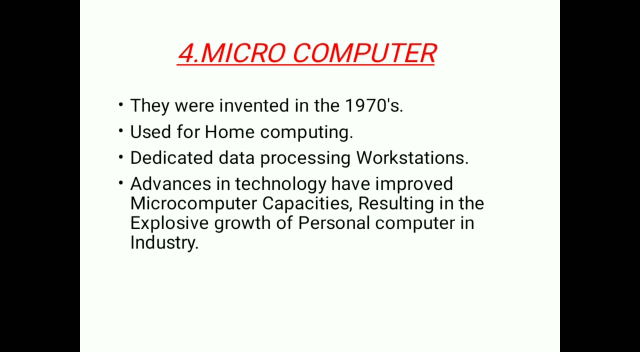 4.MICRO COMPUTER
• They were invented in the 1970's.
• Used for Home computing.
• Dedicated data processing Workstations.
• Advances in technology have improved
Microcomputer Capacities, Resulting in the
Explosive growth of Personal computer in
Industry.